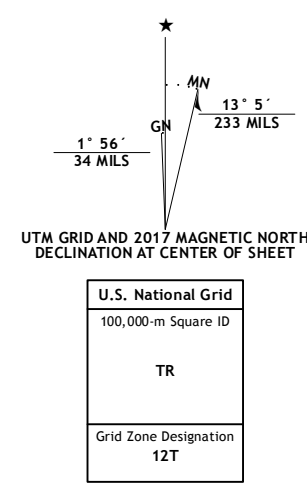 ★
MN
13° 5´
233 MILS
GN
1° 56´
34 MILS
UTM GRID AND 2017 MAGNETIC NORTH
DECLINATION AT CENTER OF SHEET
U.S. National Grid
100,000-m Square ID
TR
Grid Zone Designation
12T